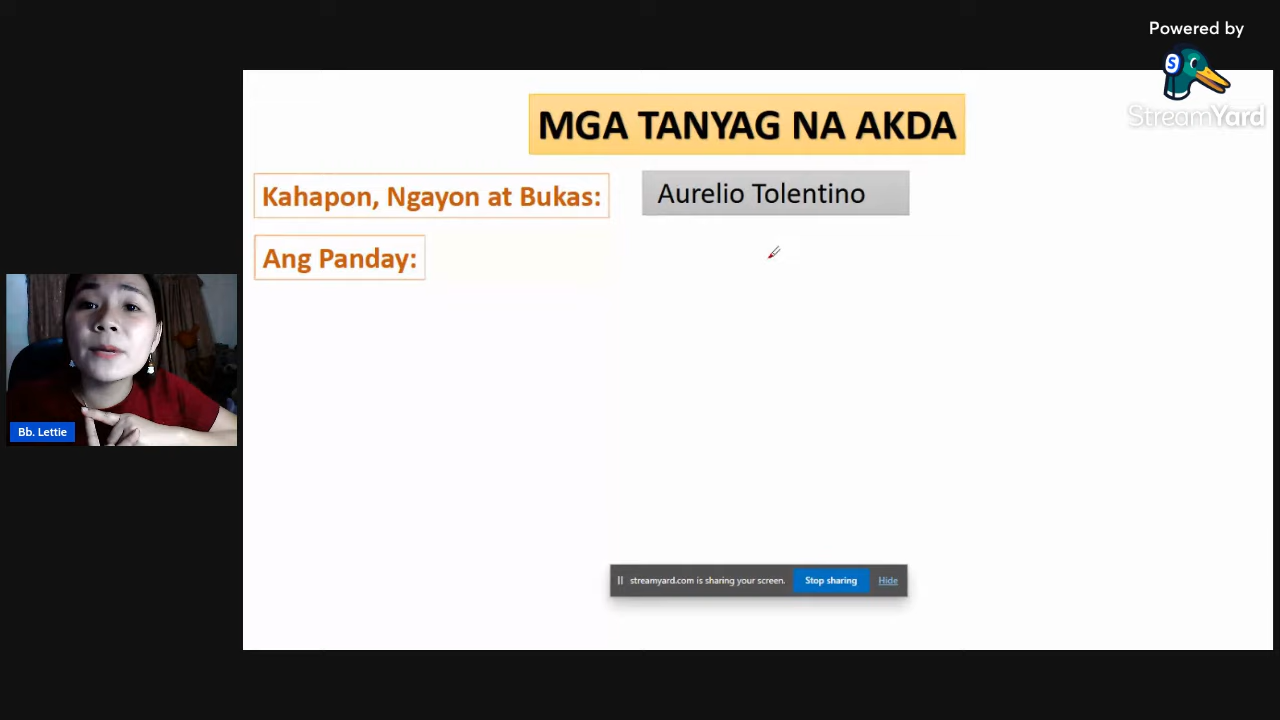 Powered by
StreamYard
MGA TANYAG NA AKDA
Kahapon, Ngayon at Bukas:
Aurelio Tolentino
Ang Panday:
Bb. Lettie
streamyard.com is sharing your screen.
Stop sharing
Hide